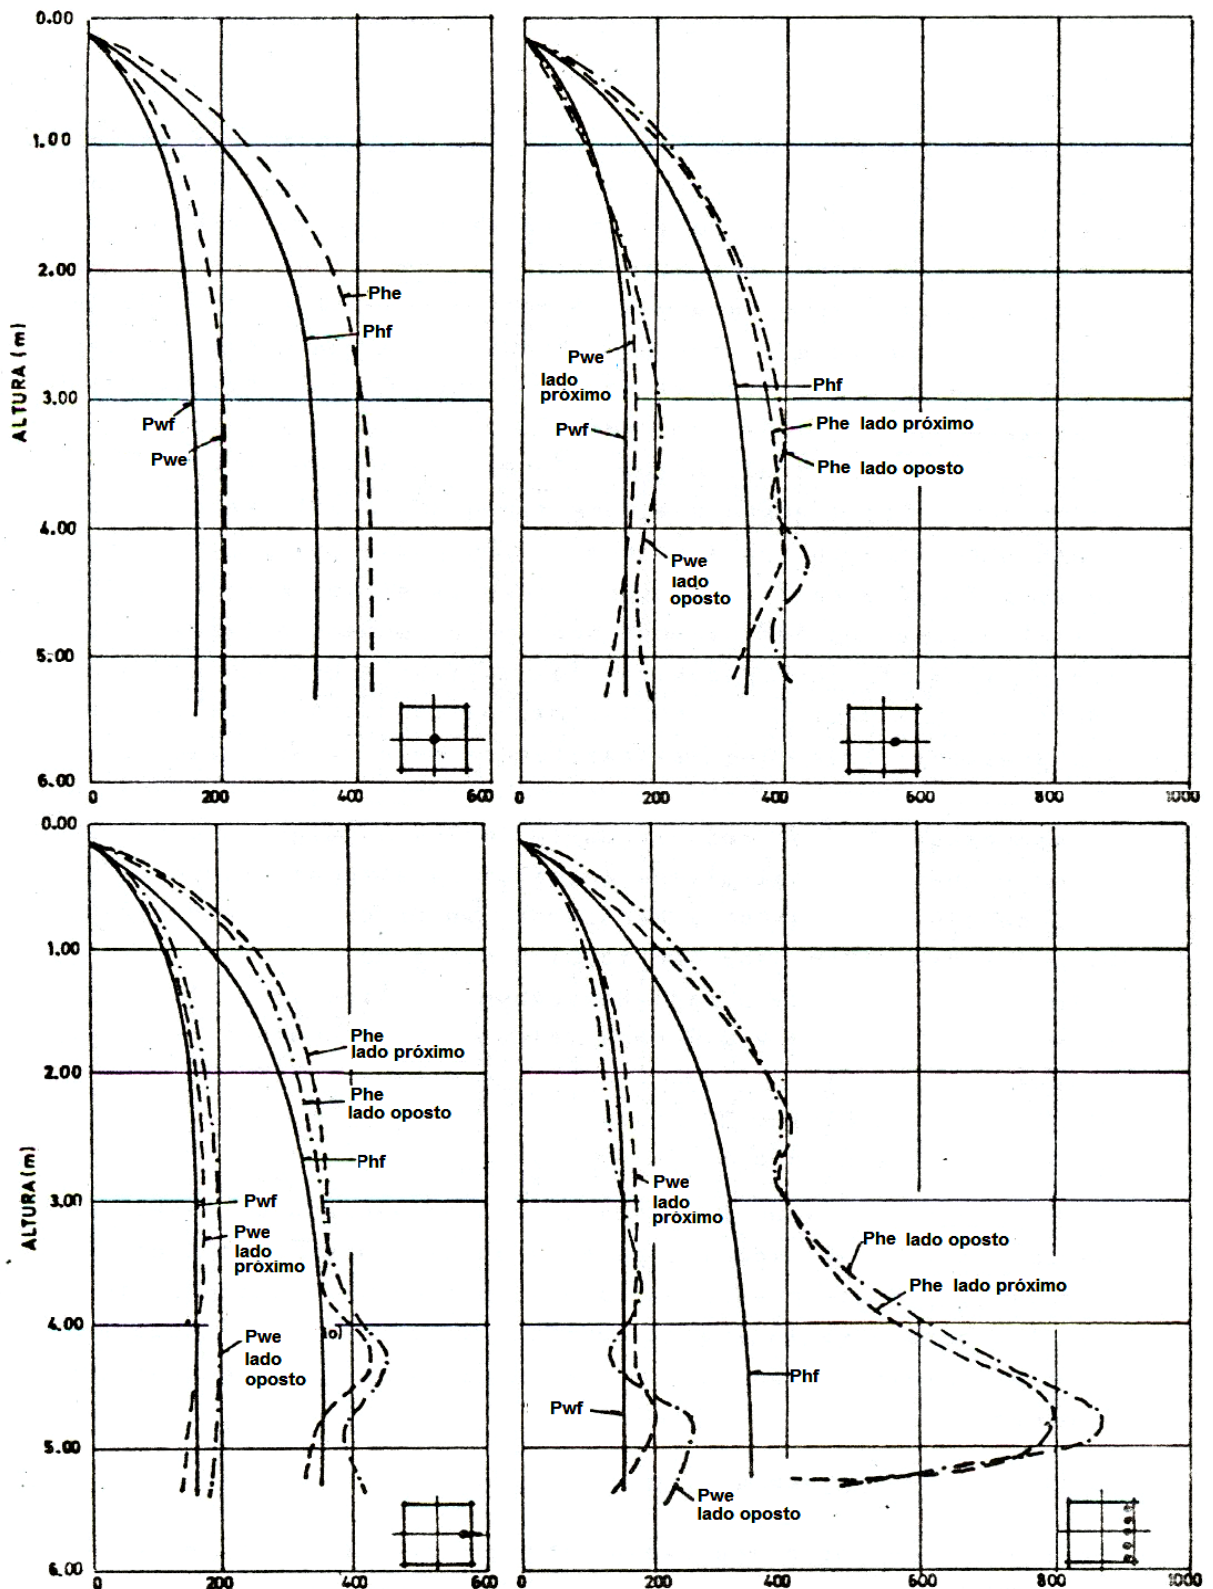 0.00
1.00
2.00
3.00
4.00
5.00
6.00
ALTURA (m)
Phe
Phf
Pwf
Pwe
0
200
400
600
Pwe
lado
próximo
Pwf
Phf
Phe lado próximo
Phe lado oposto
Pwe
lado
oposto
0
200
400
600
800
1000
0.00
1.00
2.00
3.00
4.00
5.00
6.00
ALTURA (m)
Phe
lado próximo
Phe
lado oposto
Phf
Pwf
Pwe
lado
próximo
(o)
Pwe
lado
oposto
0
200
400
600
Pwe
lado
próximo
Phe lado oposto
Phe lado próximo
Phf
Pwf
Pwe
lado oposto
0
200
400
600
800
1000